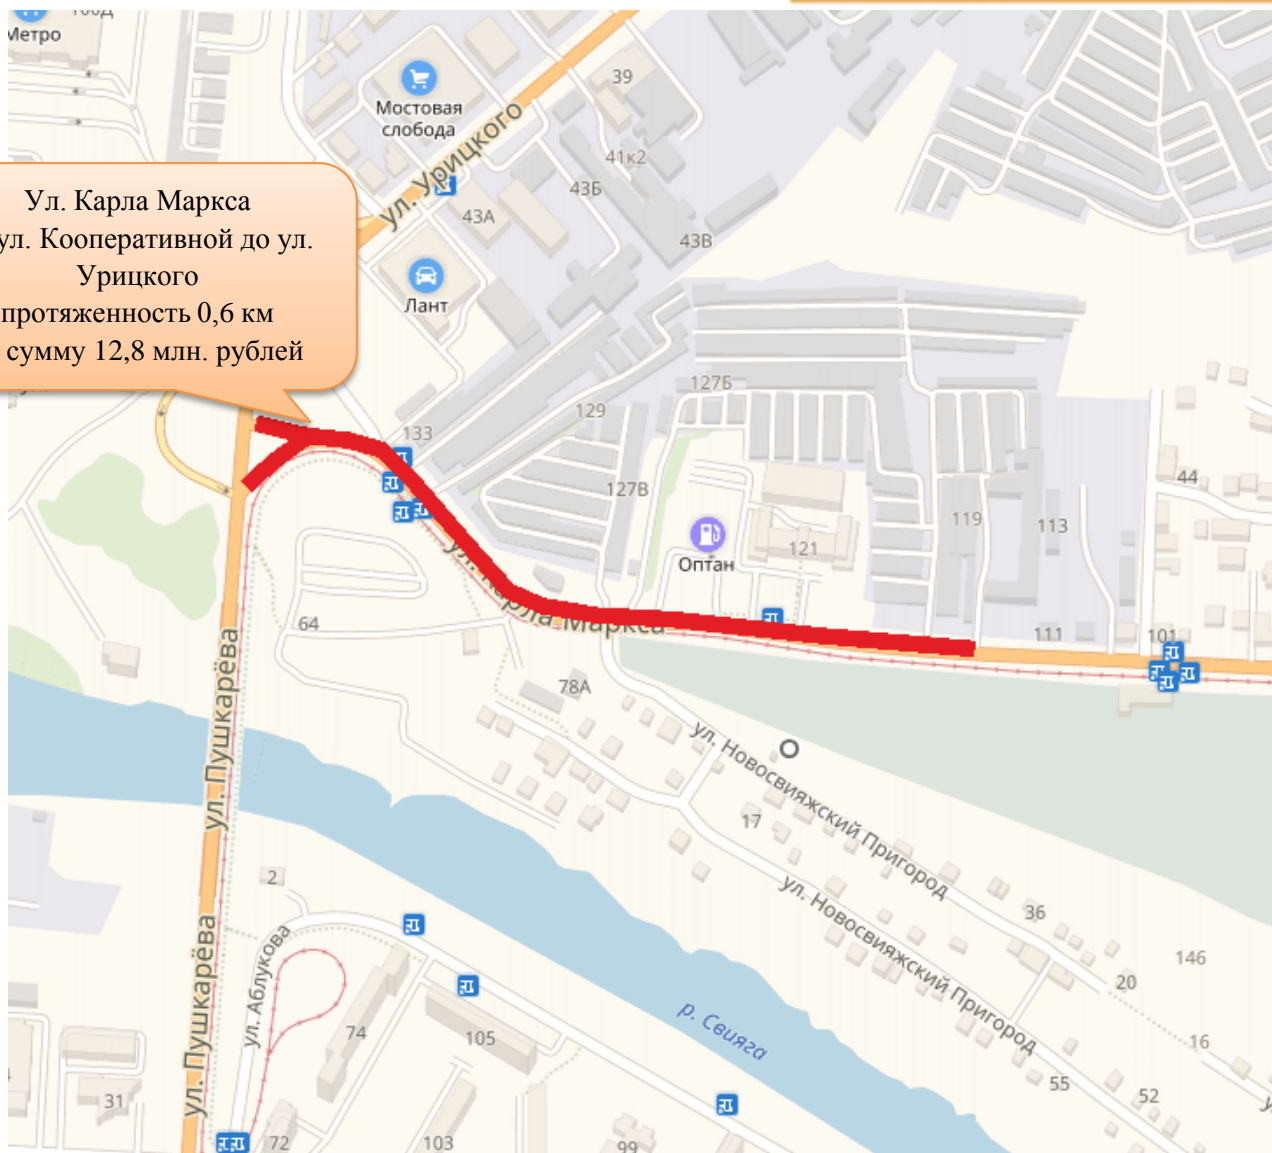 Метро
39
Мостовая
слобода
ул. Урицкого
41к2
43Б
43А
43В
Ул. Карла Маркса
ул. Кооперативной до ул.
Урицкого
протяженность 0,6 км
сумму 12,8 млн. рублей
Лант
127Б
129
133
127В
44
119
113
121
Оптан
ул. Карла Маркса
64
111
101
78А
ул. Пушкарёва
ул. Новосвияжский Пригород
17
ул. Новосвияжский Пригород
2
36
146
20
ул. Пушкарёва
ул. Аблукова
74
105
р. Свияга
16
55
52
31
72
103
99